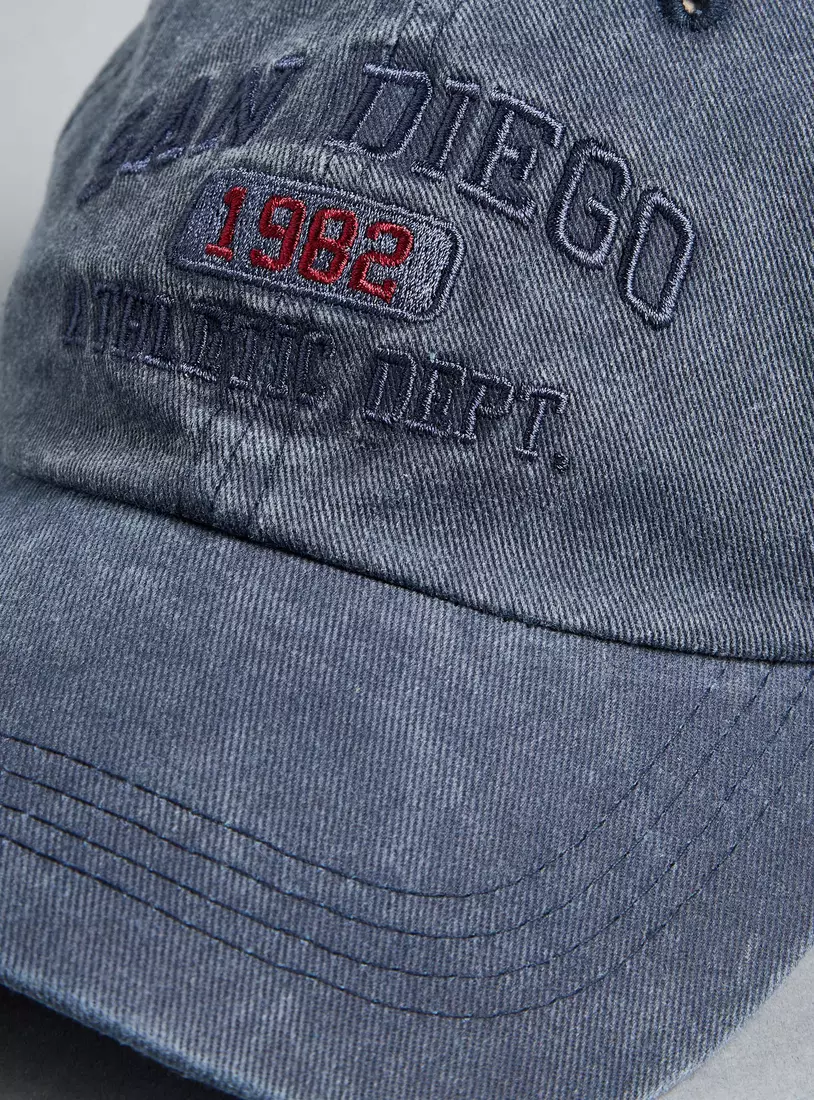 SAN DIEGO
1982
ATHLETIC DEPT.